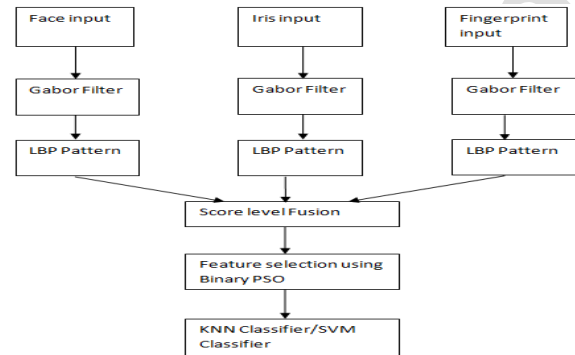 Face input
Iris input
Fingerprint
input
Gabor Filter
Gabor Filter
Gabor Filter
LBP Pattern
LBP Pattern
LBP Pattern
Score level Fusion
Feature selection using
Binary PSO
KNN Classifier/SVM
Classifier